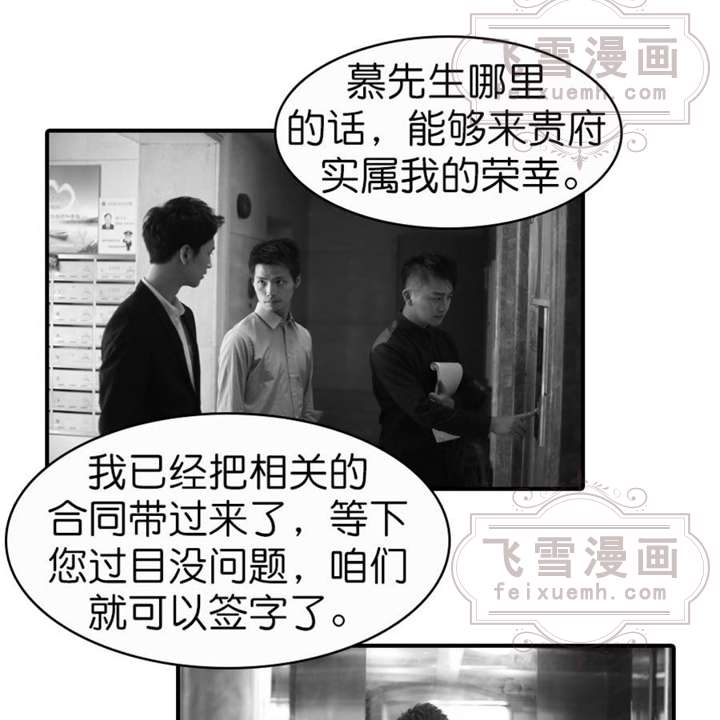 飞雪漫画
feixuemh.com
慕先生哪里
的话，能够来贵府
实属我的荣幸。
我已经把相关的
合同带过来了，等下
您过目没问题，咱们
就可以签字了。
飞雪漫画
feixuemh.com